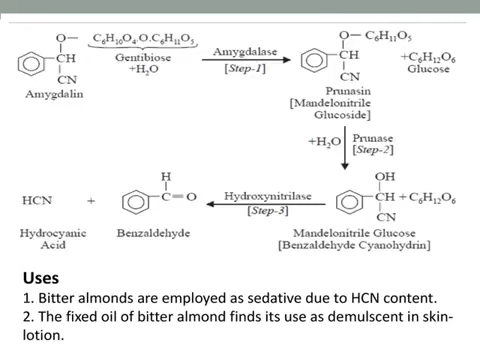 O— C₆H₁₀O₄.O.C₆H₁₁O₅ O— C₆H₁₁O₅
CH Gentibiose Amygdalase CH +C₆H₁₂O₆
+H₂O [Step-1] Glucose
CN CN
Amygdalin Prunasin
[Mandelonitrile
Glucoside]
+H₂O Prunase
[Step-2]
H OH
HCN + C=O Hydroxynitrilase CH + C₆H₁₂O₆
[Step-3]
CN
Hydrocyanic Benzaldehyde Mandelonitrile Glucose
Acid [Benzaldehyde Cyanohydrin]
Uses
1. Bitter almonds are employed as sedative due to HCN content.
2. The fixed oil of bitter almond finds its use as demulscent in skin-
lotion.